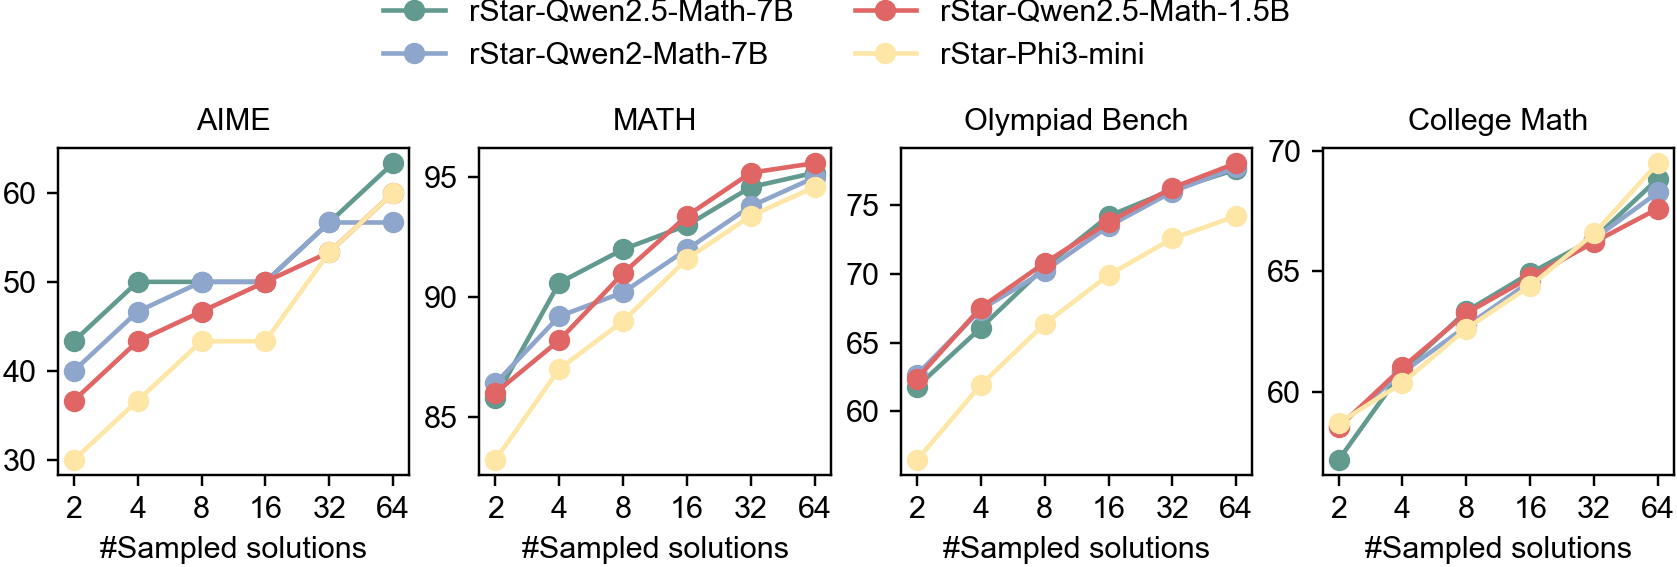 rStar-Qwen2.5-Math-7B
rStar-Qwen2.5-Math-1.5B
rStar-Qwen2-Math-7B
rStar-Phi3-mini
AIME
60
50
40
30
2 4 8 16 32 64
#Sampled solutions
MATH
95
90
85
2 4 8 16 32 64
#Sampled solutions
Olympiad Bench
75
70
65
60
2 4 8 16 32 64
#Sampled solutions
College Math
70
65
60
2 4 8 16 32 64
#Sampled solutions